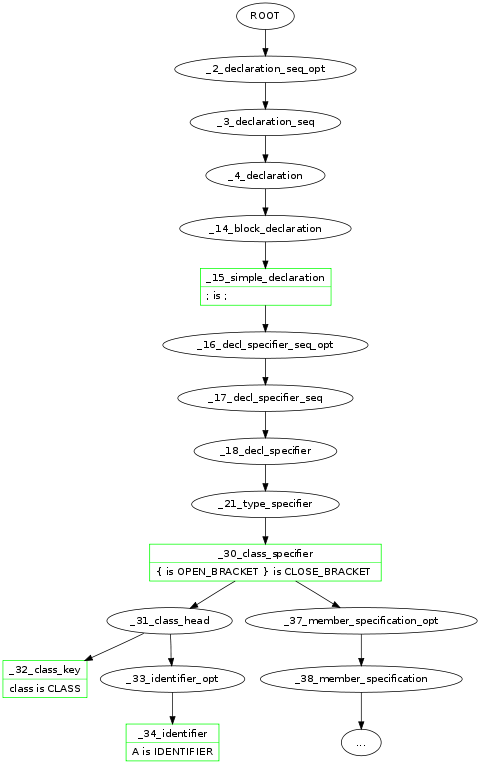 ROOT
_2_declaration_seq_opt
_3_declaration_seq
_4_declaration
_14_block_declaration
_15_simple_declaration
; is ;
_16_decl_specifier_seq_opt
_17_decl_specifier_seq
_18_decl_specifier
_21_type_specifier
_30_class_specifier
{ is OPEN_BRACKET } is CLOSE_BRACKET
_31_class_head
_37_member_specification_opt
_32_class_key
class is CLASS
_33_identifier_opt
_38_member_specification
_34_identifier
A is IDENTIFIER
...